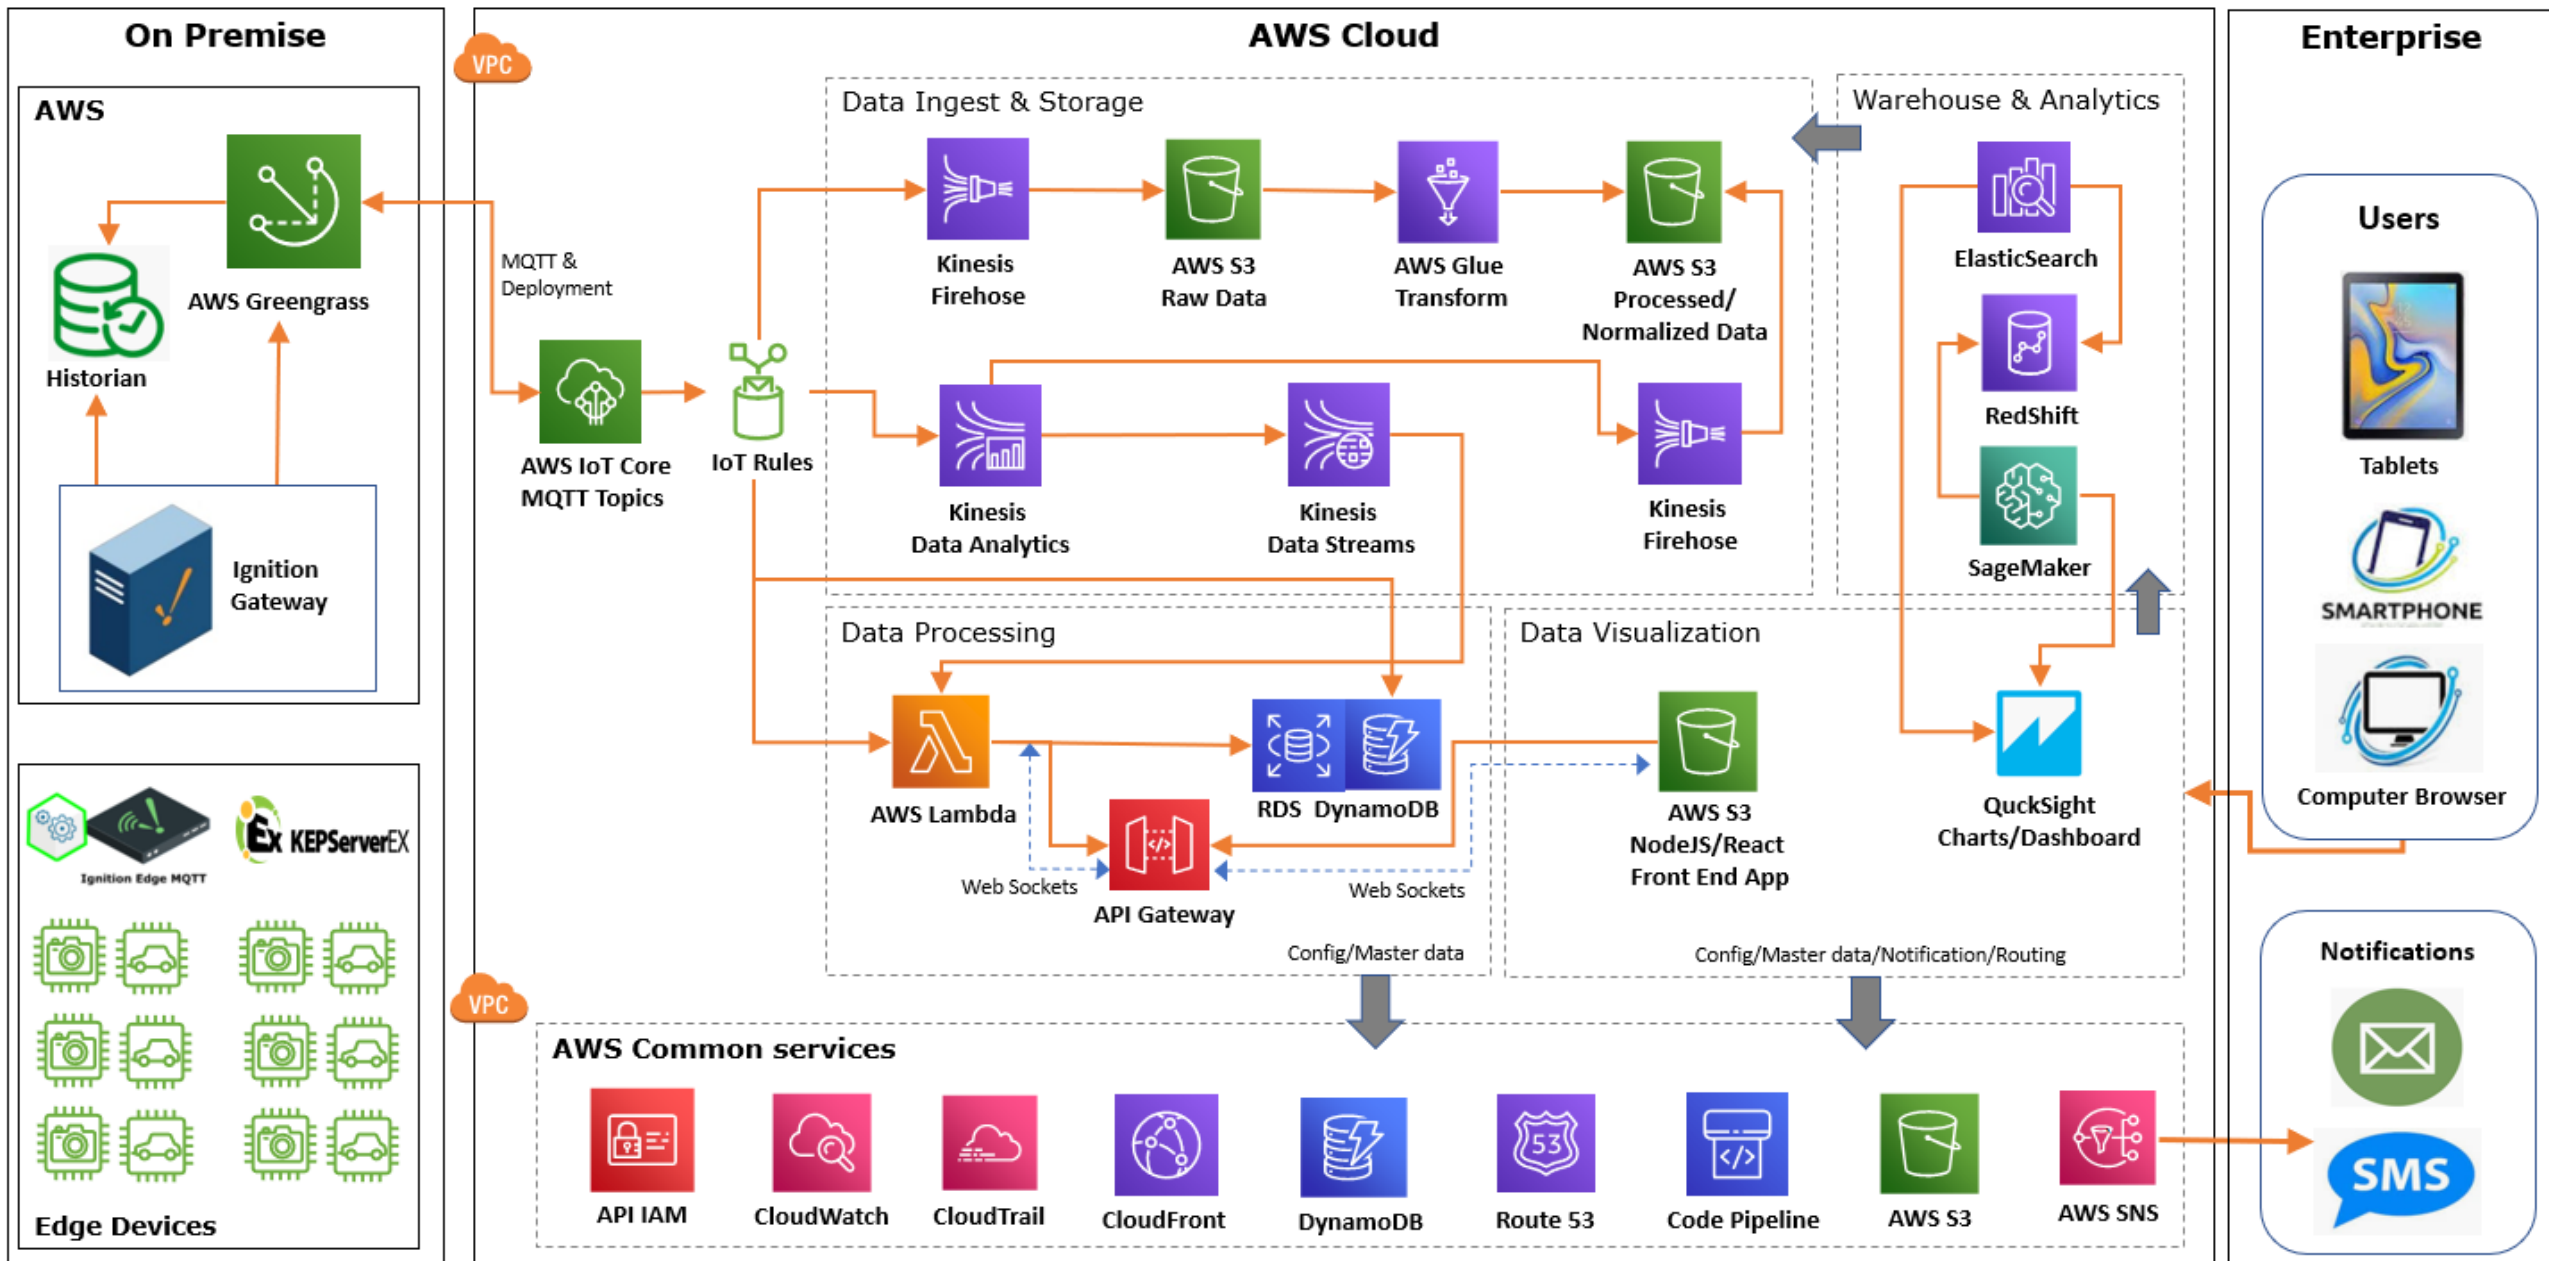 On Premise
AWS
AWS Greengrass
Historian
Ignition
Gateway
Ignition Edge MQTT
Ex KEPServerEX
Edge Devices
VPC
VPC
AWS Cloud
MQTT &
Deployment
AWS IoT Core
MQTT Topics
IoT Rules
Data Ingest & Storage
Kinesis
Firehose
AWS S3
Raw Data
AWS Glue
Transform
AWS S3
Processed/
Normalized Data
Kinesis
Data Analytics
Kinesis
Data Streams
Kinesis
Firehose
Warehouse & Analytics
ElasticSearch
RedShift
SageMaker
Data Processing
AWS Lambda
RDS DynamoDB
Web Sockets
API Gateway
Web Sockets
Config/Master data
Data Visualization
AWS S3
NodeJS/React
Front End App
QuckSight
Charts/Dashboard
Config/Master data/Notification/Routing
AWS Common services
API IAM
CloudWatch
CloudTrail
CloudFront
DynamoDB
53
Route 53
Code Pipeline
AWS S3
AWS SNS
Enterprise
Users
Tablets
SMARTPHONE
Computer Browser
Notifications
SMS